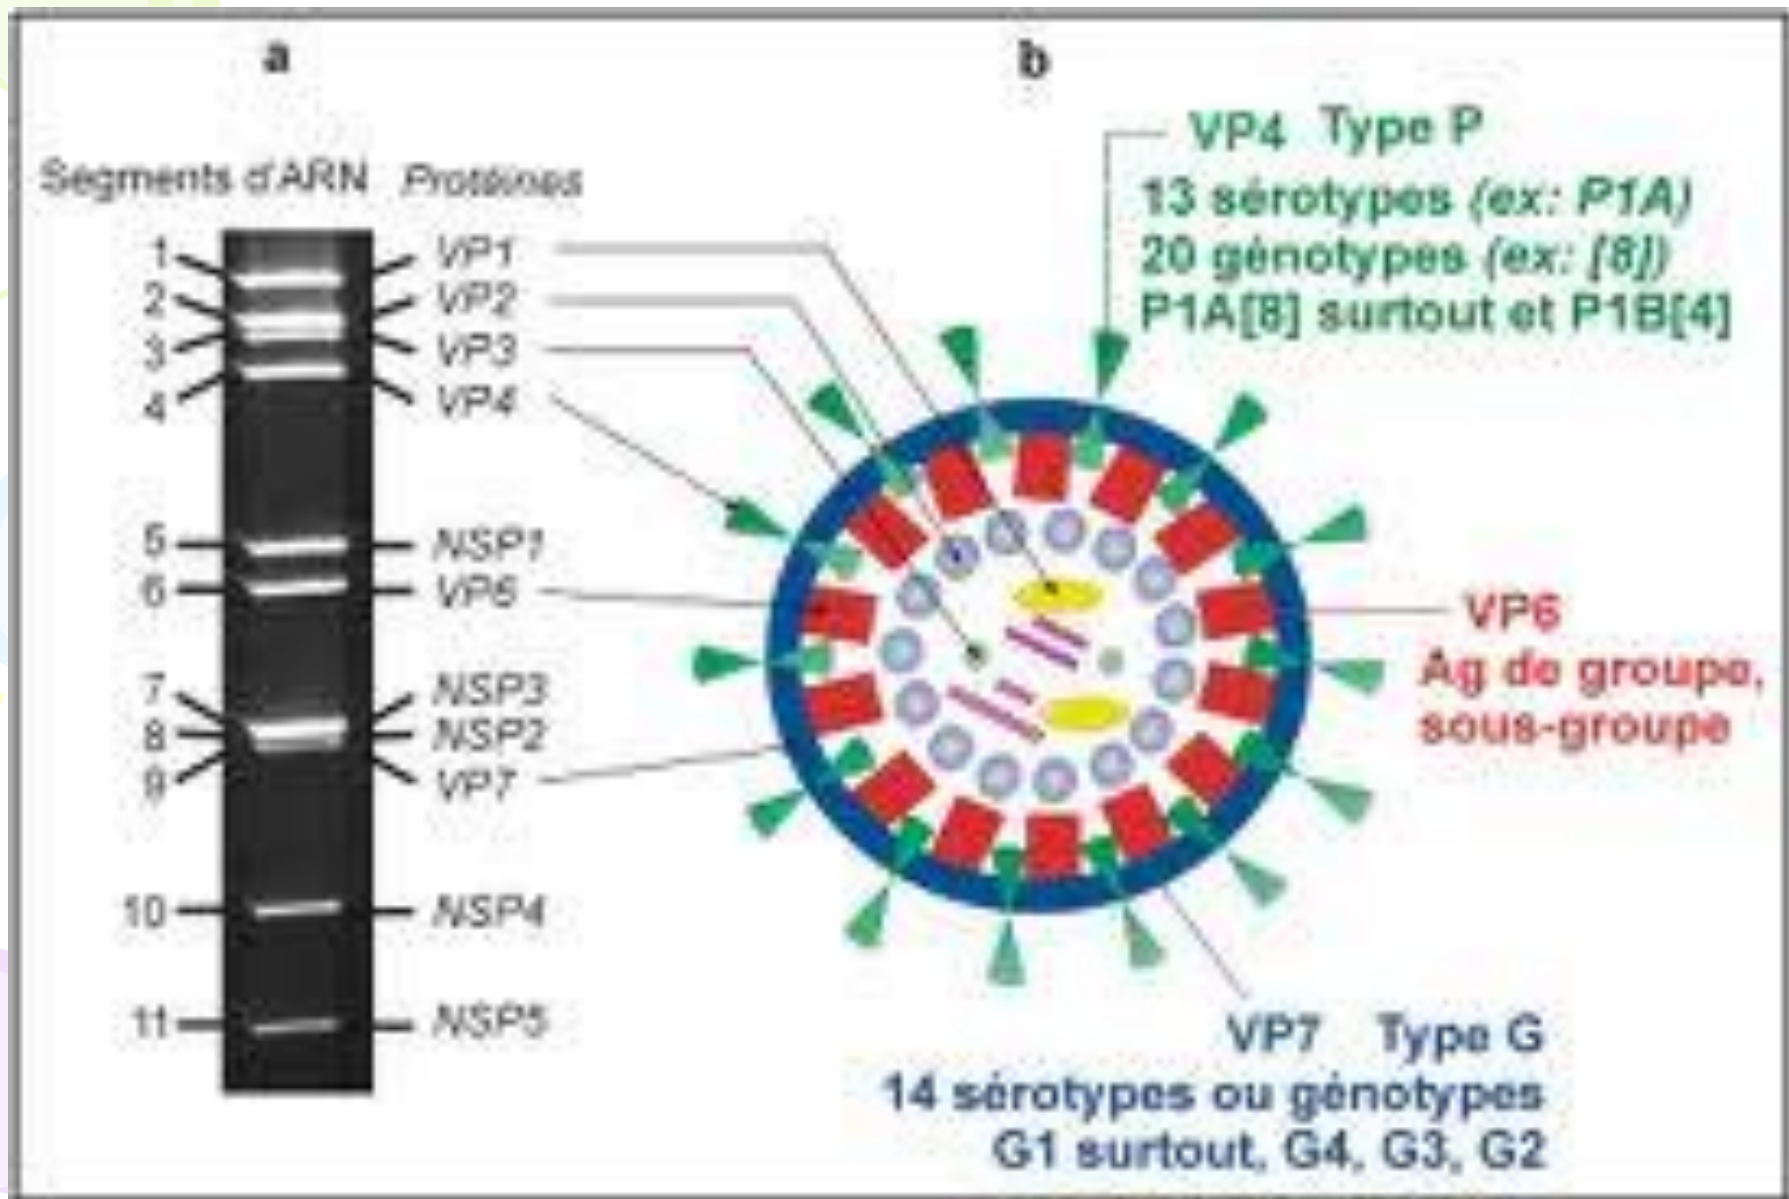 a
b
Segments d'ARN Protéines
1
2
3
4
5
6
7
8
9
10
11
VP1
VP2
VP3
VP4
NSP1
VP6
NSP3
NSP2
VP7
NSP4
NSP5
VP4 Type P
13 sérotypes (ex: P1A)
20 génotypes (ex: [8])
P1A[8] surtout et P1B[4]
VP6
Ag de groupe,
sous-groupe
VP7 Type G
14 sérotypes ou génotypes
G1 surtout, G4, G3, G2